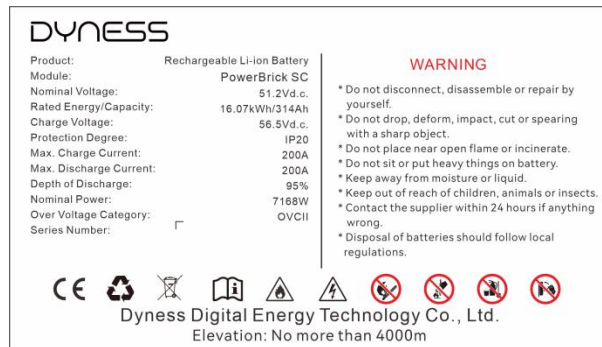 DYNESS
Product: Rechargeable Li-ion Battery
Module: PowerBrick SC
Nominal Voltage: 51.2Vd.c.
Rated Energy/Capacity: 16.07kWh/314Ah
Charge Voltage: 56.5Vd.c.
Protection Degree: IP20
Max. Charge Current: 200A
Max. Discharge Current: 200A
Depth of Discharge: 95%
Nominal Power: 7168W
Over Voltage Category: OVCII
Series Number:
WARNING
* Do not disconnect, disassemble or repair by
yourself.
* Do not drop, deform, impact, cut or spearing
with a sharp object.
* Do not place near open flame or incinerate.
* Do not sit or put heavy things on battery.
* Keep away from moisture or liquid.
* Keep out of reach of children, animals or insects.
* Contact the supplier within 24 hours if anything
wrong.
* Disposal of batteries should follow local
regulations.
CE
Dyness Digital Energy Technology Co., Ltd.
Elevation: No more than 4000m